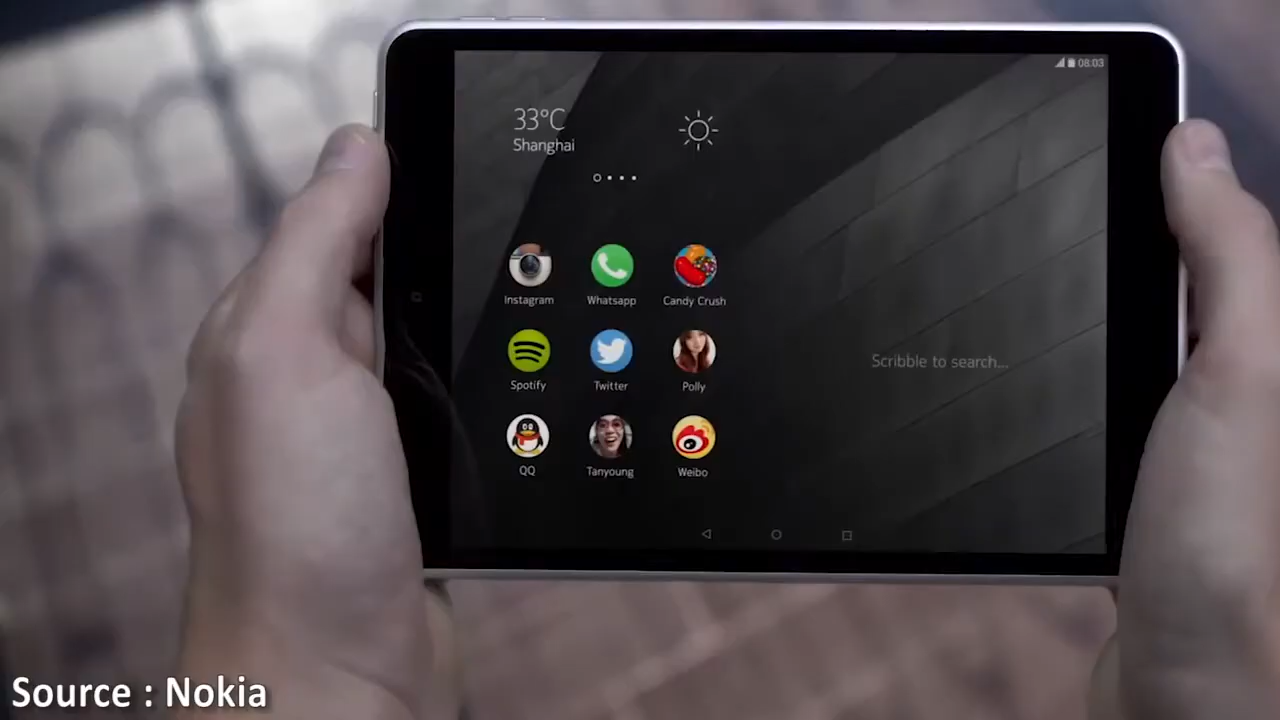 08:03
33°C
Shanghai
Instagram
Whatsapp
Candy Crush
Scribble to search...
Spotify
Twitter
Polly
QQ
Tanyoung
Weibo
Source : Nokia